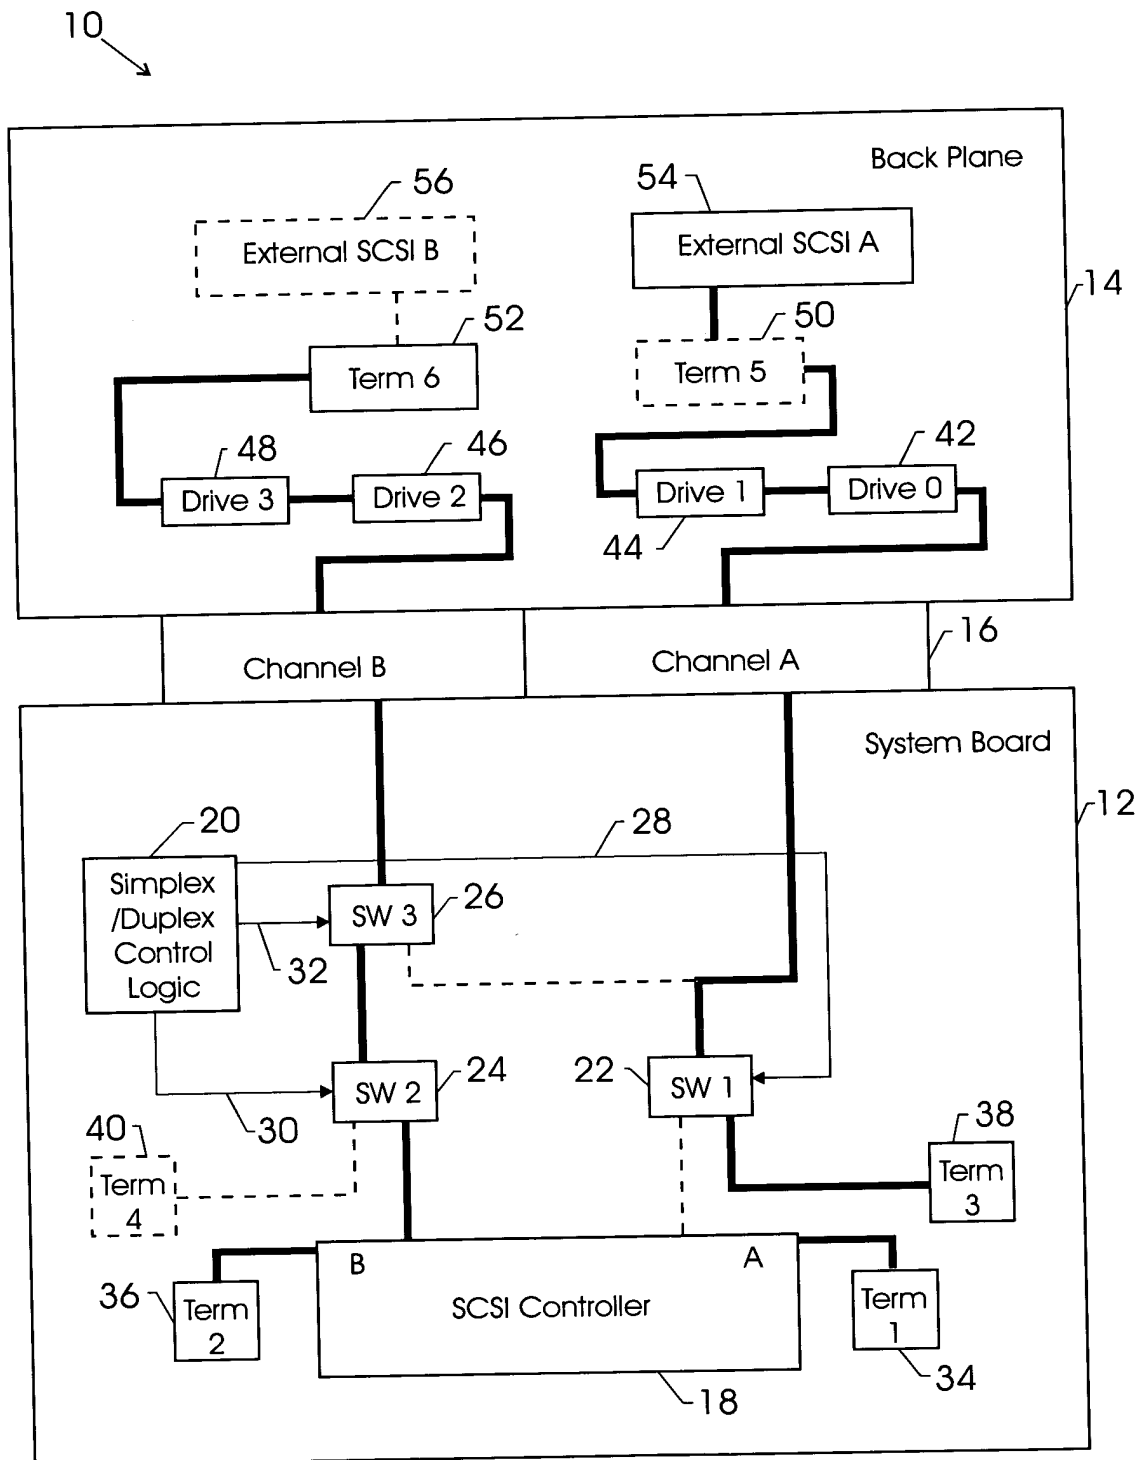 10
Back Plane
56
54
External SCSI B
External SCSI A
14
52
50
Term 6
Term 5
48
46
42
Drive 3
Drive 2
Drive 1
Drive 0
44
16
Channel B
Channel A
System Board
12
20
28
Simplex
/Duplex
Control
Logic
SW 3
26
32
SW 2
24
22
SW 1
30
40
38
Term
4
Term
3
B
A
36
Term
2
SCSI Controller
Term
1
34
18